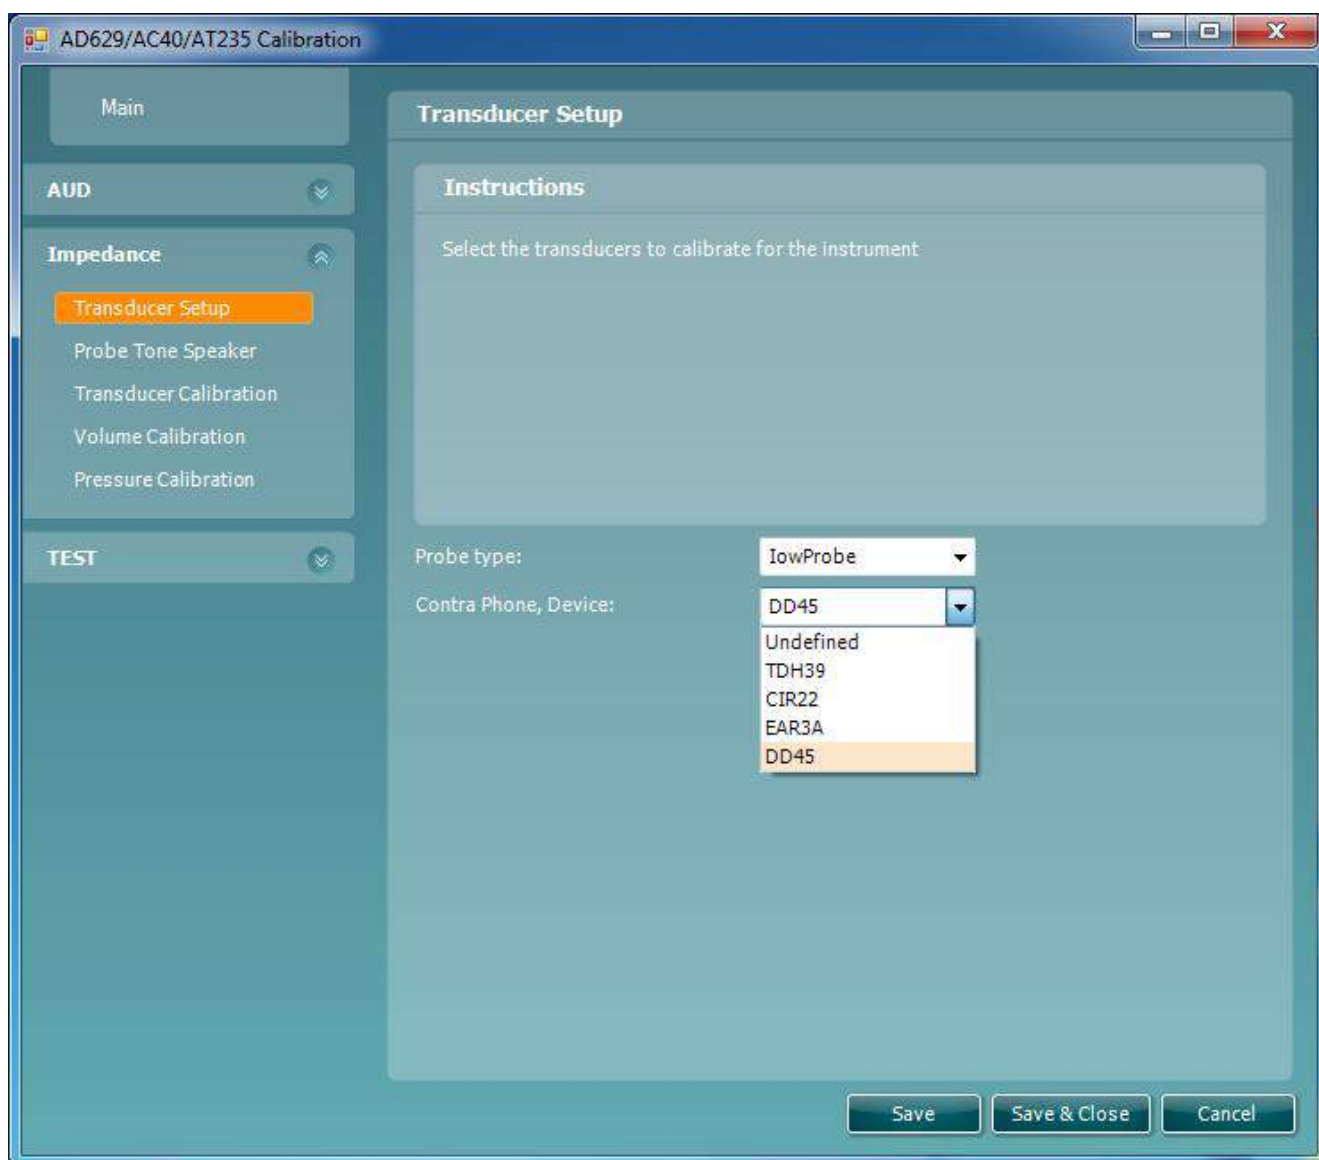 AD629/AC40/AT235 Calibration
Main
AUD
Impedance
Transducer Setup
Probe Tone Speaker
Transducer Calibration
Volume Calibration
Pressure Calibration
TEST
Transducer Setup
Instructions
Select the transducers to calibrate for the instrument
Probe type: IowProbe
Contra Phone, Device: DD45
Undefined
TDH39
CIR22
EAR3A
DD45
Save Save & Close Cancel